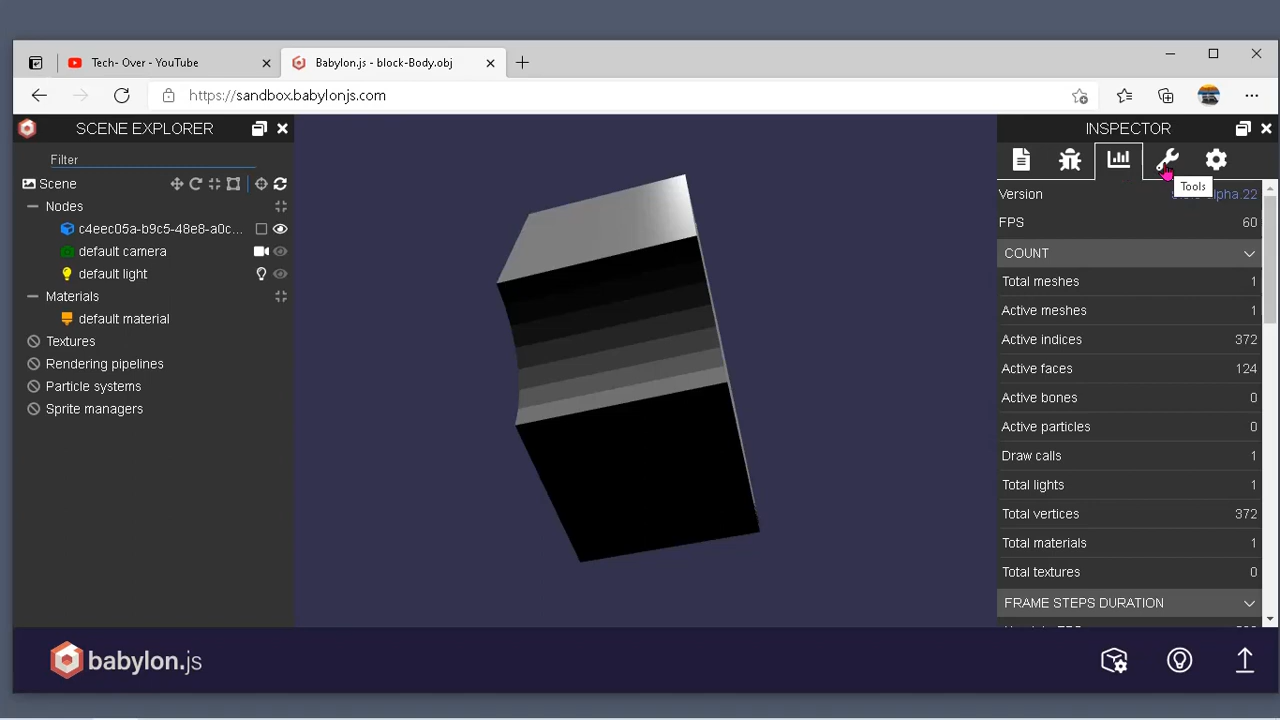 Tech- Over - YouTube
Babylon.js - block-Body.obj
https://sandbox.babylonjs.com
SCENE EXPLORER
Filter
Scene
Nodes
c4eec05a-b9c5-48e8-a0c...
default camera
default light
Materials
default material
Textures
Rendering pipelines
Particle systems
Sprite managers
INSPECTOR
Tools
Version
FPS 60
COUNT
Total meshes 1
Active meshes 1
Active indices 372
Active faces 124
Active bones 0
Active particles 0
Draw calls 1
Total lights 1
Total vertices 372
Total materials 1
Total textures 0
FRAME STEPS DURATION
babylon.js